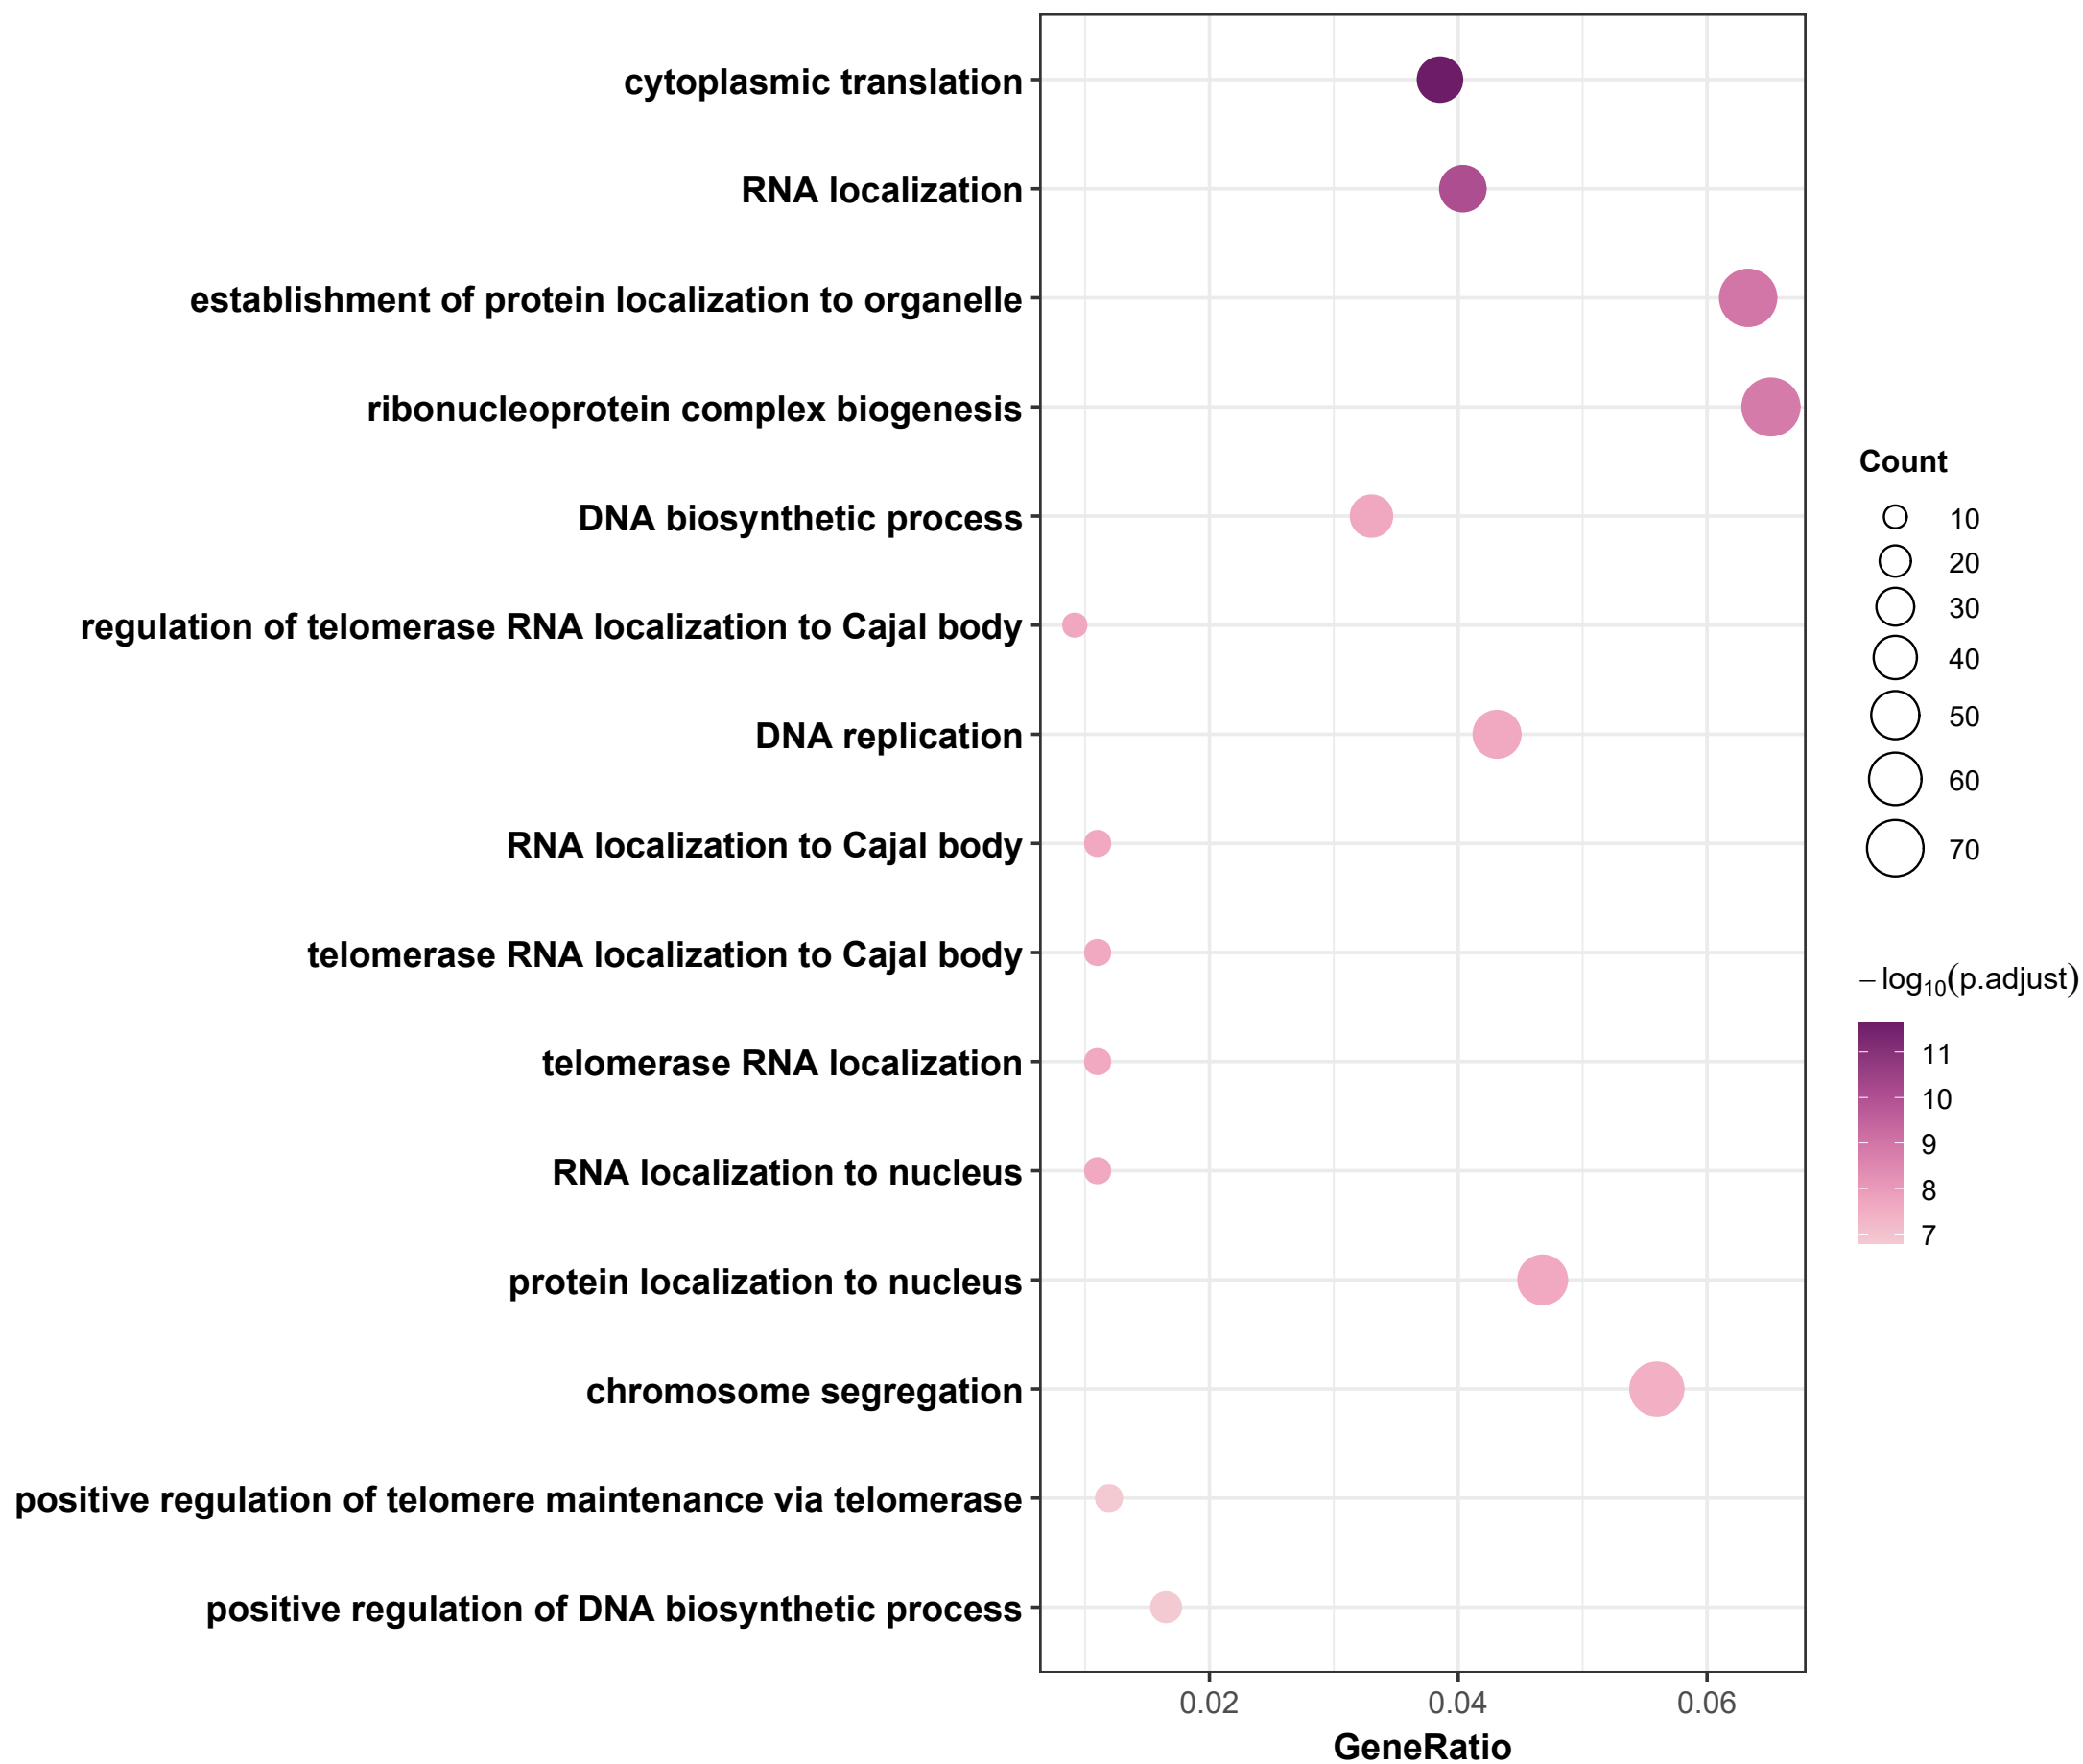 cytoplasmic translation
RNA localization
establishment of protein localization to organelle
ribonucleoprotein complex biogenesis
DNA biosynthetic process
regulation of telomerase RNA localization to Cajal body
DNA replication
RNA localization to Cajal body
telomerase RNA localization to Cajal body
telomerase RNA localization
RNA localization to nucleus
protein localization to nucleus
chromosome segregation
positive regulation of telomere maintenance via telomerase
positive regulation of DNA biosynthetic process
0.02 0.04 0.06
GeneRatio
Count
10
20
30
40
50
60
70
− log₁₀(p.adjust)
11
10
9
8
7